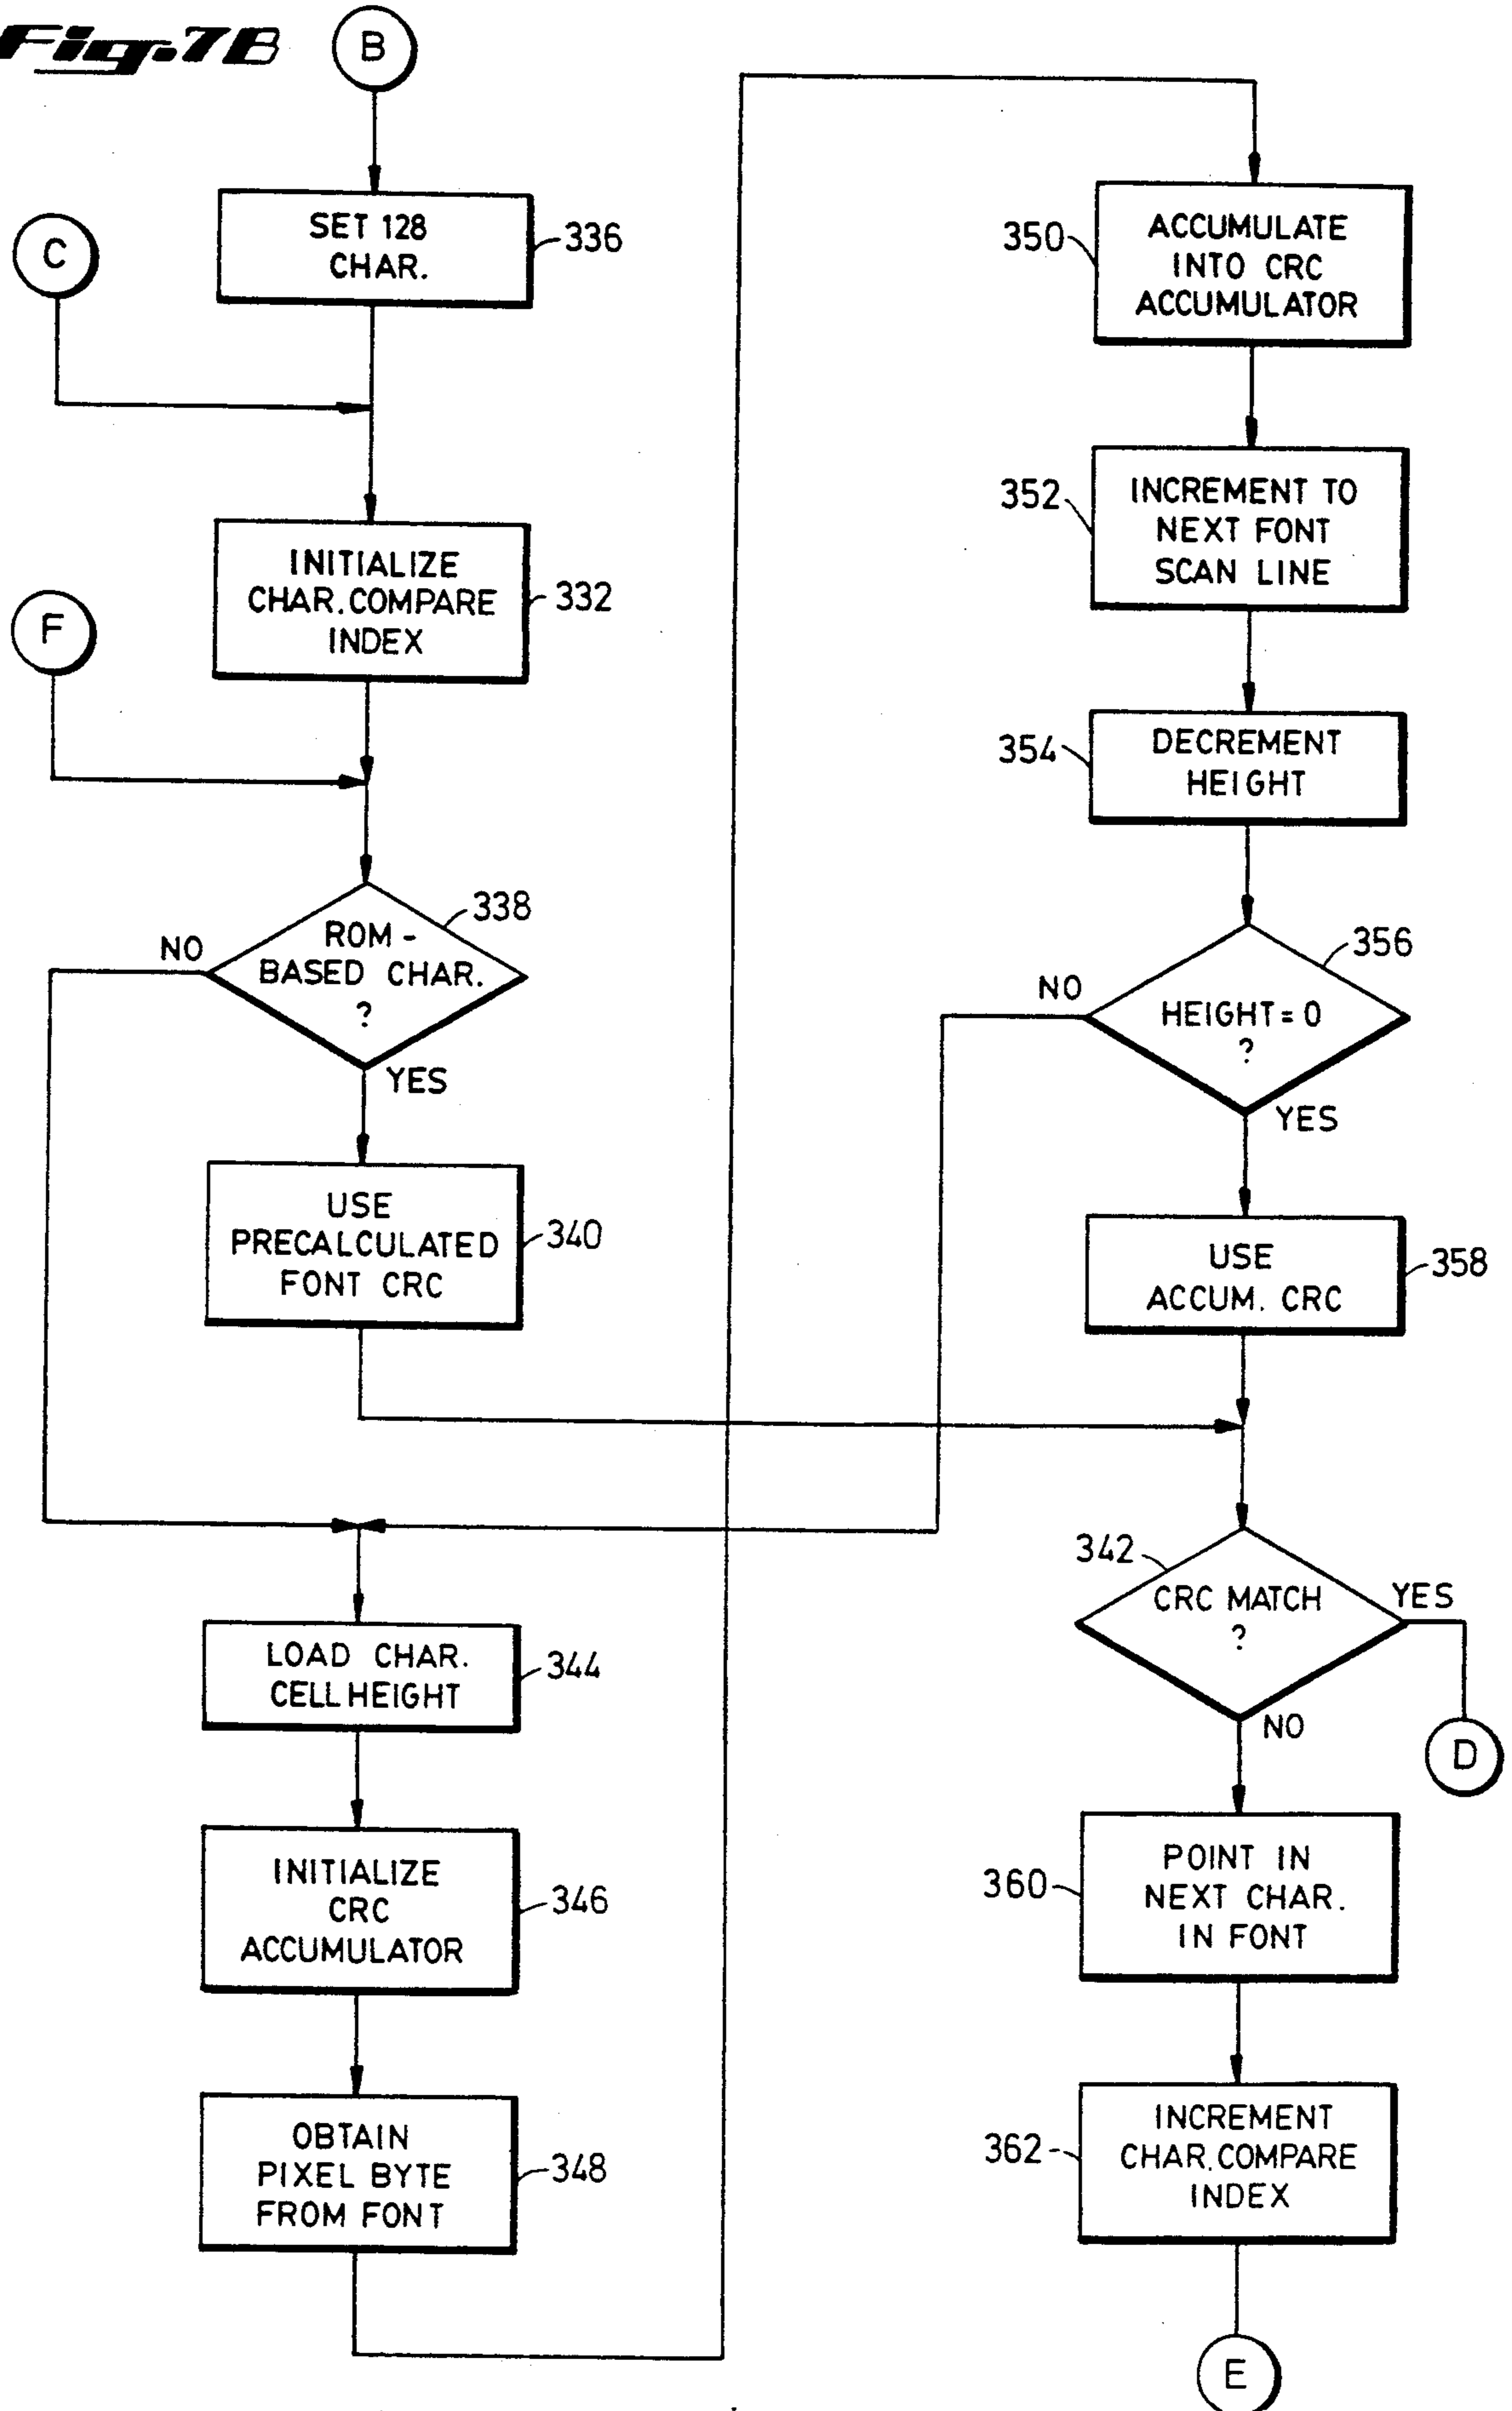 Fig. 7B
B
SET 128
CHAR.
336
C
INITIALIZE
CHAR. COMPARE
INDEX
332
F
338
ROM -
BASED CHAR.
?
NO
YES
USE
PRECALCULATED
FONT CRC
340
LOAD CHAR.
CELL HEIGHT
344
INITIALIZE
CRC
ACCUMULATOR
346
OBTAIN
PIXEL BYTE
FROM FONT
348
350
ACCUMULATE
INTO CRC
ACCUMULATOR
352
INCREMENT TO
NEXT FONT
SCAN LINE
354
DECREMENT
HEIGHT
356
NO
HEIGHT = 0
?
YES
USE
ACCUM. CRC
358
342
CRC MATCH
?
YES
NO
D
360
POINT IN
NEXT CHAR.
IN FONT
362
INCREMENT
CHAR. COMPARE
INDEX
E